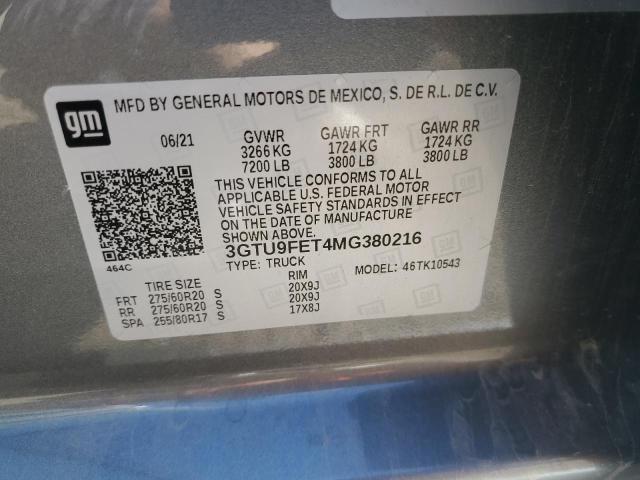 gm MFD BY GENERAL MOTORS DE MEXICO, S. DE R.L. DE C.V.
06/21 GVWR GAWR FRT GAWR RR
3266 KG 1724 KG 1724 KG
7200 LB 3800 LB 3800 LB
THIS VEHICLE CONFORMS TO ALL
APPLICABLE U.S. FEDERAL MOTOR
VEHICLE SAFETY STANDARDS IN EFFECT
ON THE DATE OF MANUFACTURE
SHOWN ABOVE.
3GTU9FET4MG380216
464C TYPE: TRUCK MODEL: 46TK10543
TIRE SIZE RIM
FRT 275/60R20 S 20X9J
RR 275/60R20 S 20X9J
SPA 255/80R17 S 17X8J